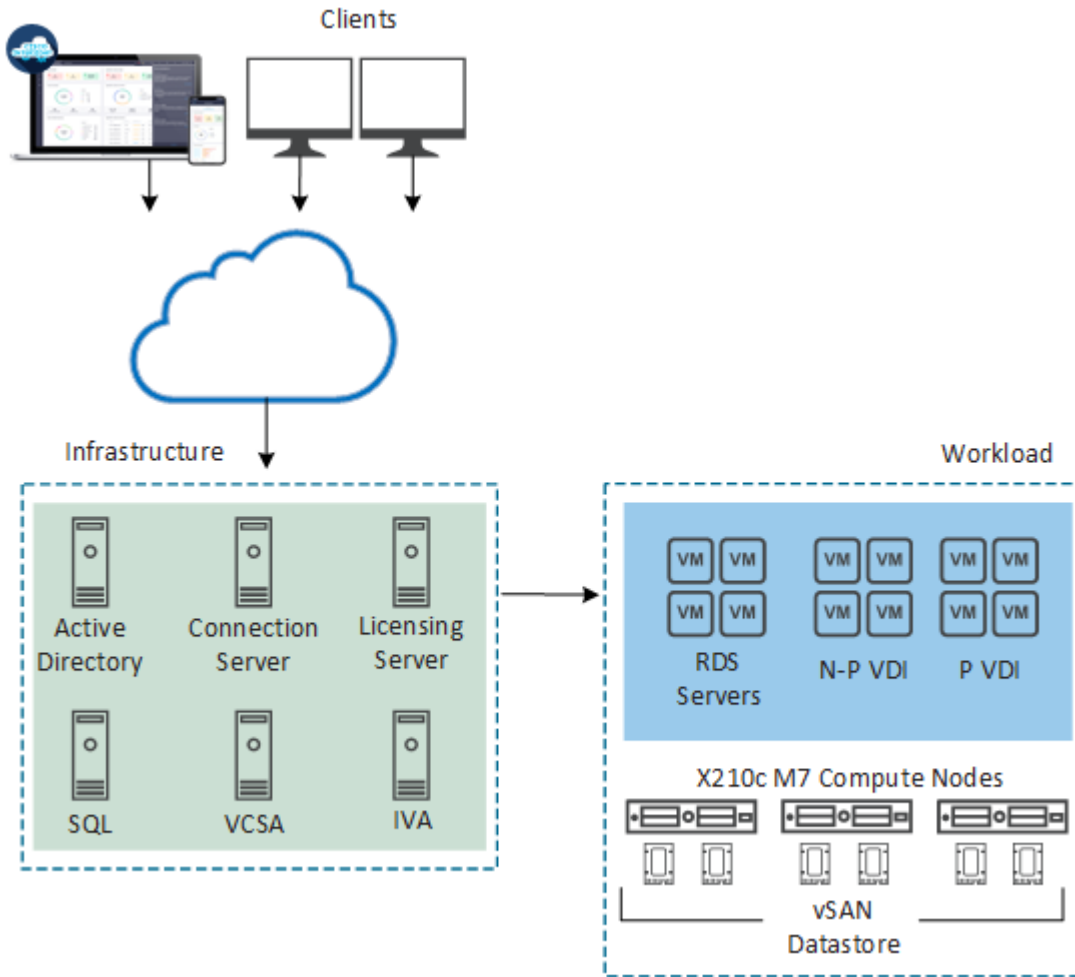 Clients
Infrastructure
Workload
Active
Directory
Connection
Server
Licensing
Server
SQL
VCSA
IVA
VM VM VM VM VM VM
VM VM VM VM VM VM
RDS
Servers
N-P VDI
P VDI
X210c M7 Compute Nodes
vSAN
Datastore